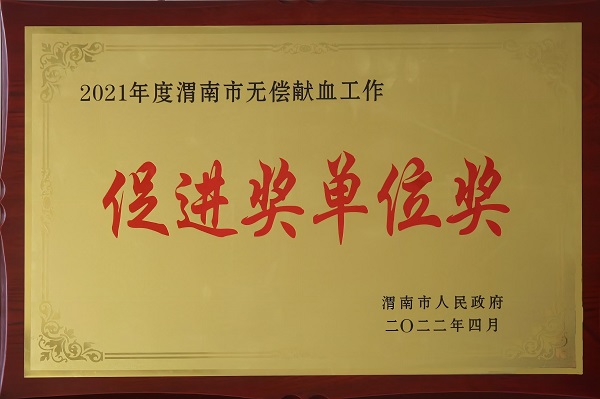 2021年度渭南市无偿献血工作
促进奖单位奖
渭南市人民政府
二〇二二年四月